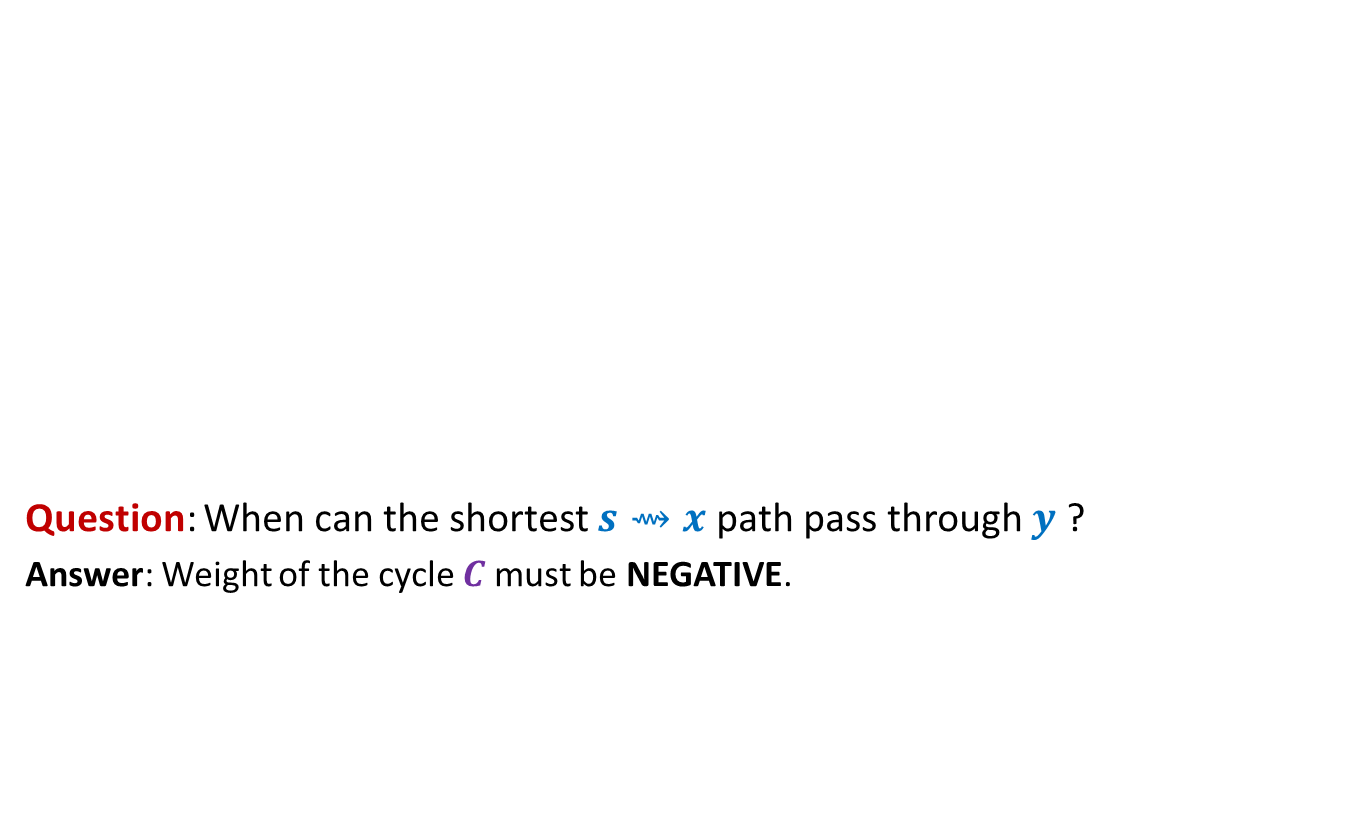 Question: When can the shortest s ⇝ x path pass through y ?
Answer: Weight of the cycle C must be NEGATIVE.